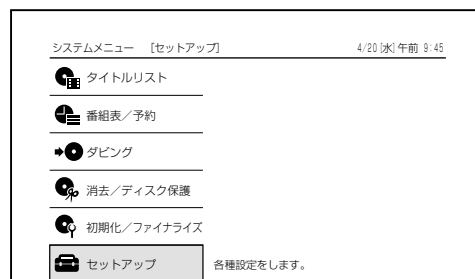 システムメニュー [セットアップ] 4/20[水]午前 9:45
タイトルリスト
番組表／予約
ダビング
消去／ディスク保護
初期化／ファイナライズ
セットアップ 各種設定をします。